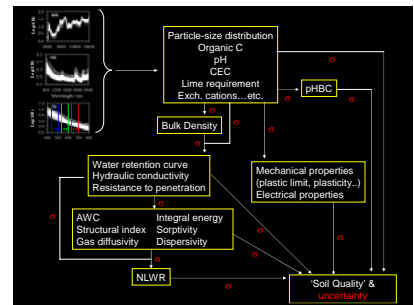 Particle-size distribution
Organic C
pH
CEC
Lime requirement
Exch. cations…etc.
σ
σ
pHBC
σ
σ
σ
Bulk Density
σ
σ
σ
Water retention curve
Hydraulic conductivity
Resistance to penetration
Mechanical properties
(plastic limit, plasticity..)
Electrical properties
σ
σ
σ
AWC Integral energy
Structural index Sorptivity
Gas diffusivity Dispersivity
σ
σ
σ
NLWR
σ
'Soil Quality' &
uncertainty